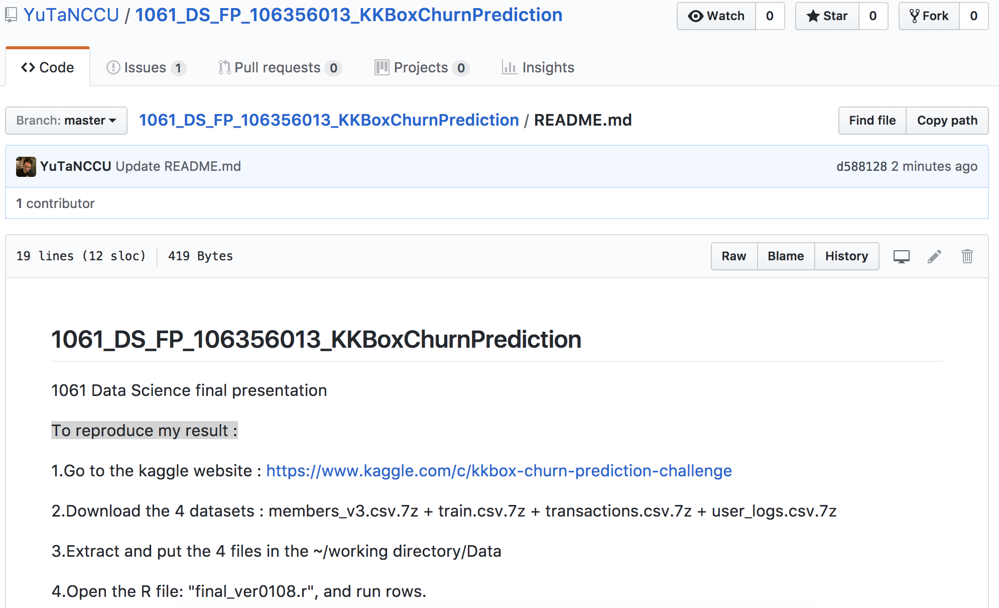 YuTaNCCU / 1061_DS_FP_106356013_KKBoxChurnPrediction
Watch 0 Star 0 Fork 0
Code Issues 1 Pull requests 0 Projects 0 Insights
Branch: master 1061_DS_FP_106356013_KKBoxChurnPrediction / README.md Find file Copy path
YuTaNCCU Update README.md d588128 2 minutes ago
1 contributor
19 lines (12 sloc) 419 Bytes Raw Blame History
1061_DS_FP_106356013_KKBoxChurnPrediction
1061 Data Science final presentation
To reproduce my result :
1.Go to the kaggle website : https://www.kaggle.com/c/kkbox-churn-prediction-challenge
2.Download the 4 datasets : members_v3.csv.7z + train.csv.7z + transactions.csv.7z + user_logs.csv.7z
3.Extract and put the 4 files in the ~/working directory/Data
4.Open the R file: "final_ver0108.r", and run rows.